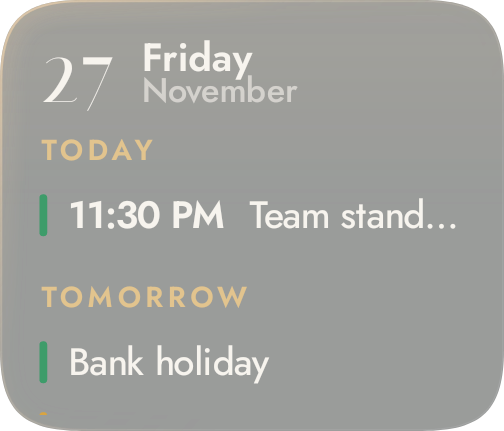 27 Friday
November
TODAY
11:30 PM Team stand...
TOMORROW
Bank holiday